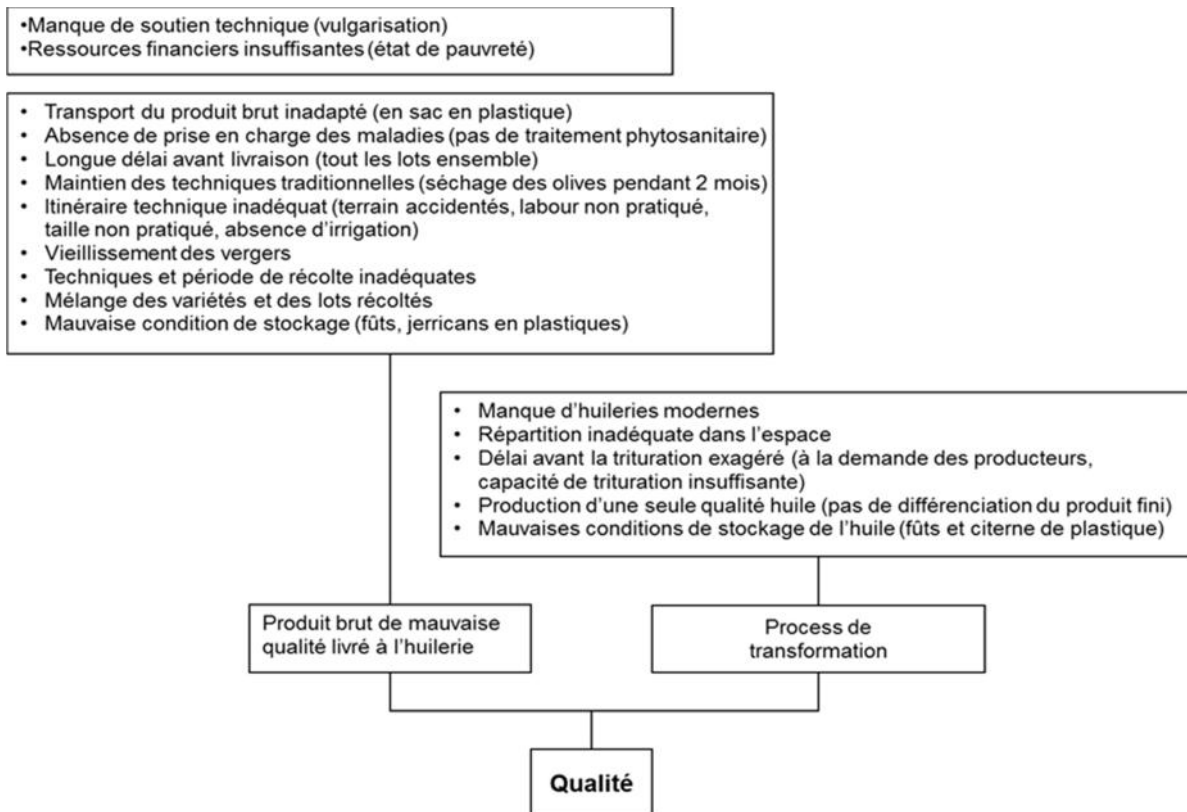 •Manque de soutien technique (vulgarisation)
•Ressources financiers insuffisantes (état de pauvreté)
• Transport du produit brut inadapté (en sac en plastique)
• Absence de prise en charge des maladies (pas de traitement phytosanitaire)
• Longue délai avant livraison (tout les lots ensemble)
• Maintien des techniques traditionnelles (séchage des olives pendant 2 mois)
• Itinéraire technique inadéquat (terrain accidentés, labour non pratiqué,
taille non pratiqué, absence d'irrigation)
• Vieillissement des vergers
• Techniques et période de récolte inadéquates
• Mélange des variétés et des lots récoltés
• Mauvaise condition de stockage (fûts, jerricans en plastiques)
• Manque d'huileries modernes
• Répartition inadéquate dans l'espace
• Délai avant la trituration exagéré (à la demande des producteurs,
capacité de trituration insuffisante)
• Production d'une seule qualité huile (pas de différenciation du produit fini)
• Mauvaises conditions de stockage de l'huile (fûts et citerne de plastique)
Produit brut de mauvaise
qualité livré à l'huilerie
Process de
transformation
Qualité